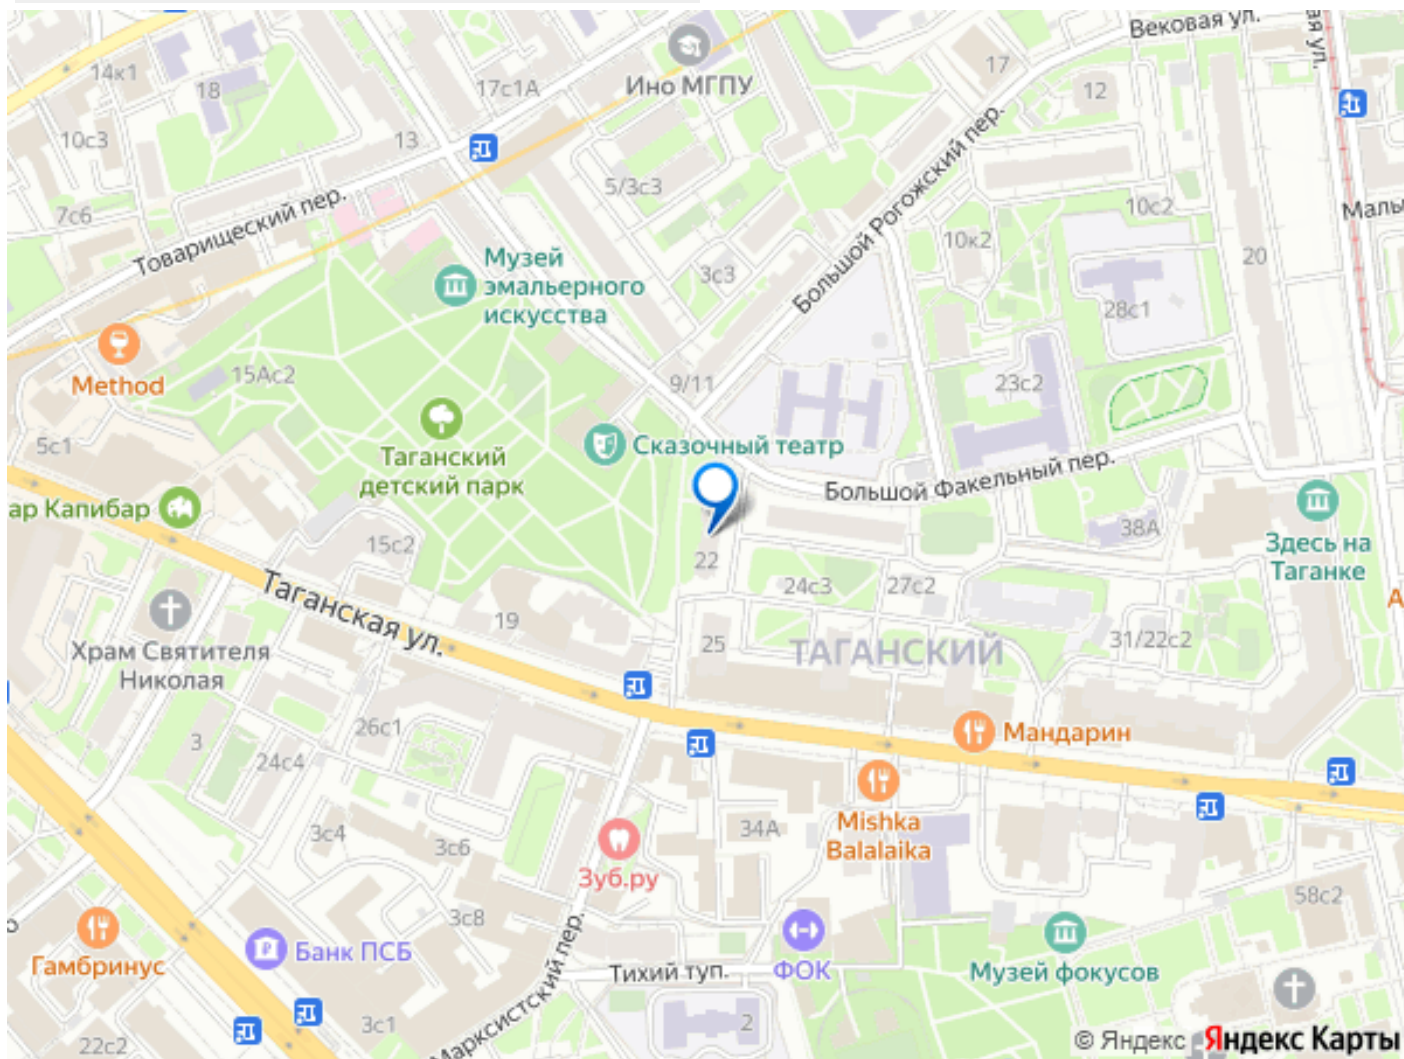 Вековая ул.
ая ул.
14к1
18
17с1А
Ино МГПУ
17
12
10с3
13
5/3с3
Большой Рогожский пер.
10с2
Малы
7с6
Товарищеский пер.
Музей
эмальерного
искусства
3с3
10к2
20
28с1
Method
15Ас2
9/11
23с2
5с1
Таганский
детский парк
Сказочный театр
Большой Факельный пер.
ар Капибар
15с2
22
38А
Здесь на
Таганке
Таганская ул.
24с3
27с2
А
Храм Святителя
Николая
19
25
ТАГАНСКИЙ
31/22с2
3
26с1
24с4
Мандарин
3с4
3с6
34А
Mishka
Balalaika
Зуб.ру
58с2
3с8
о
Гамбринус
Банк ПСБ
Марксистский пер.
Тихий туп.
ФОК
Музей фокусов
22с2
3с1
2
© Яндекс Яндекс Карты